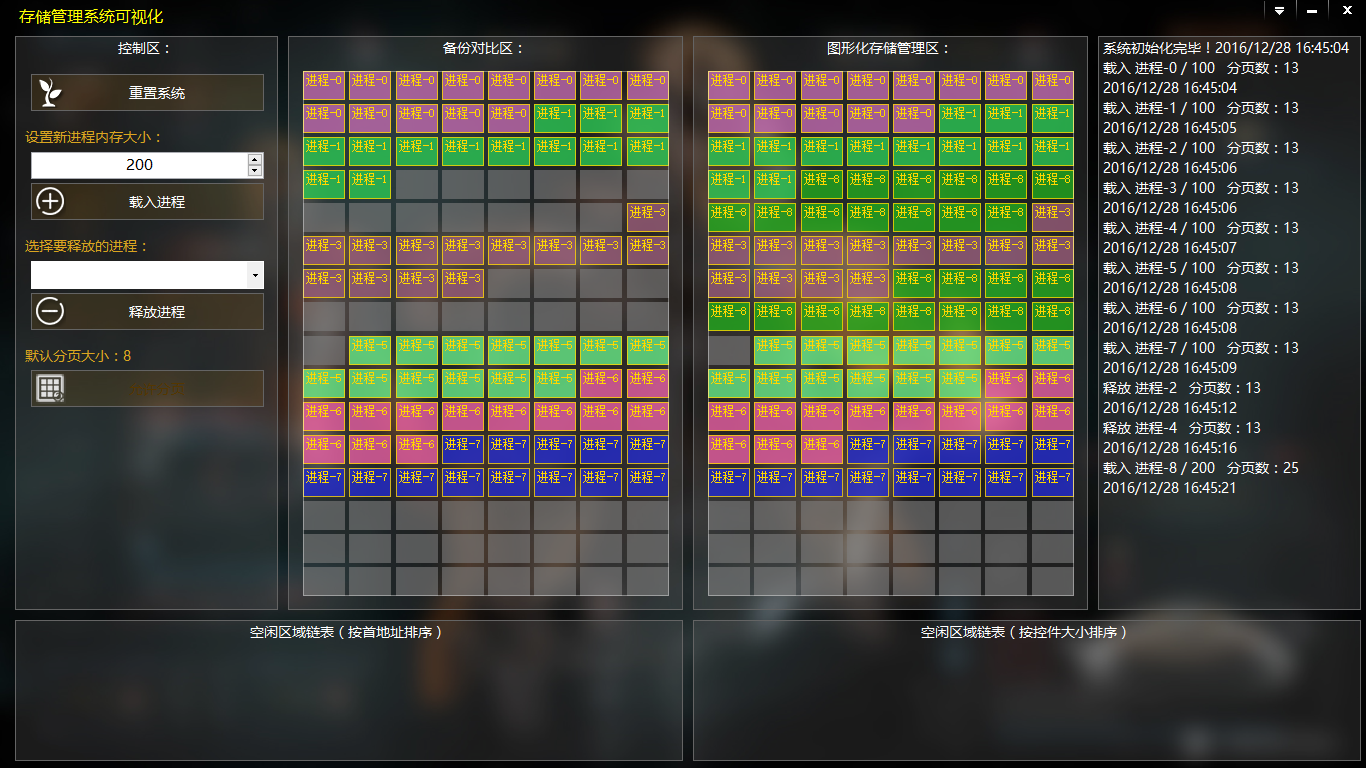 存储管理系统可视化
控制区：
重置系统
设置新进程内存大小：
200
载入进程
选择要释放的进程：
释放进程
默认分页大小：8
备份对比区：
进程-0 进程-0 进程-0 进程-0 进程-0 进程-0 进程-0 进程-0
进程-0 进程-0 进程-0 进程-0 进程-0 进程-1 进程-1 进程-1
进程-1 进程-1 进程-1 进程-1 进程-1 进程-1 进程-1 进程-1
进程-1 进程-1
进程-3
进程-3 进程-3 进程-3 进程-3 进程-3 进程-3 进程-3 进程-3
进程-3 进程-3 进程-3 进程-3
进程-5 进程-5 进程-5 进程-5 进程-5 进程-5 进程-5
进程-5 进程-5 进程-5 进程-5 进程-5 进程-5 进程-6 进程-6
进程-6 进程-6 进程-6 进程-6 进程-6 进程-6 进程-6 进程-6
进程-6 进程-6 进程-6 进程-7 进程-7 进程-7 进程-7 进程-7
进程-7 进程-7 进程-7 进程-7 进程-7 进程-7 进程-7 进程-7
图形化存储管理区：
进程-0 进程-0 进程-0 进程-0 进程-0 进程-0 进程-0 进程-0
进程-0 进程-0 进程-0 进程-0 进程-0 进程-1 进程-1 进程-1
进程-1 进程-1 进程-1 进程-1 进程-1 进程-1 进程-1 进程-1
进程-1 进程-1 进程-8 进程-8 进程-8 进程-8 进程-8 进程-8
进程-8 进程-8 进程-8 进程-8 进程-8 进程-8 进程-8 进程-3
进程-3 进程-3 进程-3 进程-3 进程-3 进程-3 进程-3 进程-3
进程-3 进程-3 进程-3 进程-3 进程-8 进程-8 进程-8 进程-8
进程-8 进程-8 进程-8 进程-8 进程-8 进程-8 进程-8 进程-8
进程-5 进程-5 进程-5 进程-5 进程-5 进程-5 进程-5
进程-5 进程-5 进程-5 进程-5 进程-5 进程-5 进程-6 进程-6
进程-6 进程-6 进程-6 进程-6 进程-6 进程-6 进程-6 进程-6
进程-6 进程-6 进程-6 进程-7 进程-7 进程-7 进程-7 进程-7
进程-7 进程-7 进程-7 进程-7 进程-7 进程-7 进程-7 进程-7
系统初始化完毕！2016/12/28 16:45:04
载入 进程-0 / 100 分页数：13
2016/12/28 16:45:04
载入 进程-1 / 100 分页数：13
2016/12/28 16:45:05
载入 进程-2 / 100 分页数：13
2016/12/28 16:45:06
载入 进程-3 / 100 分页数：13
2016/12/28 16:45:06
载入 进程-4 / 100 分页数：13
2016/12/28 16:45:07
载入 进程-5 / 100 分页数：13
2016/12/28 16:45:08
载入 进程-6 / 100 分页数：13
2016/12/28 16:45:08
载入 进程-7 / 100 分页数：13
2016/12/28 16:45:09
释放 进程-2 分页数：13
2016/12/28 16:45:12
释放 进程-4 分页数：13
2016/12/28 16:45:16
载入 进程-8 / 200 分页数：25
2016/12/28 16:45:21
空闲区域链表（按首地址排序）
空闲区域链表（按控件大小排序）